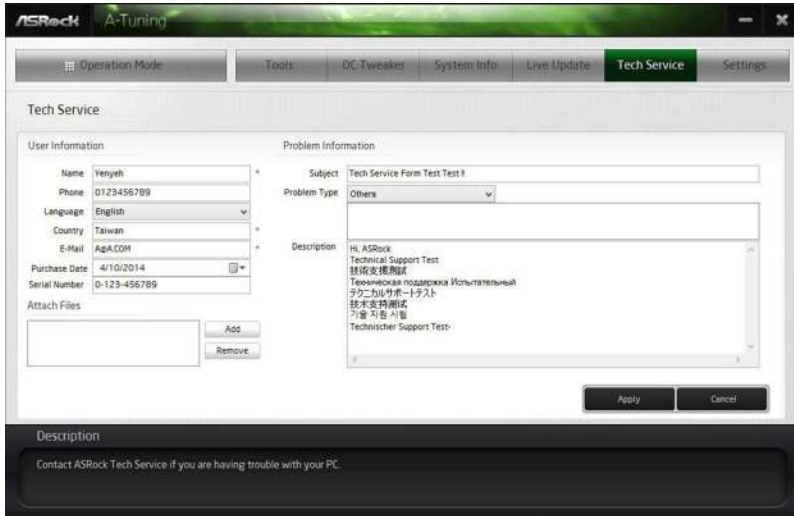 ASRock A-Tuning
Operation Mode Tools OC Tweaker System Info Live Update Tech Service Settings
Tech Service
User Information
Name Yenyeh *
Phone 0123456789
Language English
Country Taiwan *
E-Mail A@A.COM *
Purchase Date 4/10/2014
Serial Number 0-123-456789
Attach Files
Add
Remove
Problem Information
Subject Tech Service Form Test Test !!
Problem Type Others
Description Hi, ASRock
Technical Support Test
技術支援測試
Техническая поддержка Испытательный
テクニカルサポートテスト
技术支持测试
기술 지원 시험
Technischer Support Test-
Apply Cancel
Description
Contact ASRock Tech Service if you are having trouble with your PC.